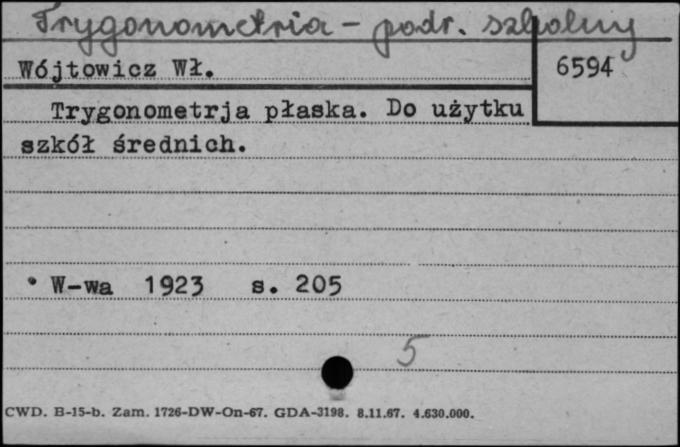 Trygonometria - podr. szkolny
Wójtowicz Wł.
6594
Trygonometrja płaska. Do użytku
szkół średnich.
W-wa 1923 s. 205
5
CWD. B-15-b. Zam. 1726-DW-On-67. GDA-3198. 8.11.67. 4.630.000.